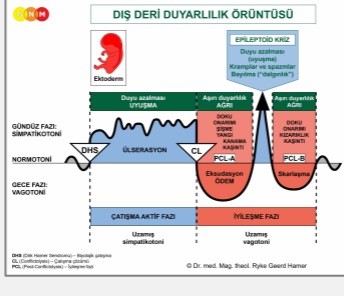 GNM
DIŞ DERİ DUYARLILIK ÖRÜNTÜSÜ
EPİLEPTOİD KRİZ
Duyu azalması
(uyuşma)
Kramplar ve spazmlar
Bayılma ("dalgınlık")
Ektoderm
Duyu azalması
UYUŞMA
Aşırı duyarlılık
AĞRI
Aşırı duyarlılık
AĞRI
GÜNDÜZ FAZI:
SİMPATİKOTONİ
DOKU
ONARIMI
ŞİŞME
YANGI
KANAMA
KAŞINTI
DOKU
ONARIMI
KIZARIKLIK
KAŞINTI
ÜLSERASYON
NORMOTONİ
DHS
CL
PCL-A
PCL-B
GECE FAZI:
VAGOTONİ
Eksudasyon
ÖDEM
Skarlaşma
ÇATIŞMA AKTİF FAZI
İYİLEŞME FAZI
Uzamış
simpatikotoni
Uzamış
vagotoni
DHS (Dirk Hamer Sendromu) – Biyolojik çatışma
CL (Conflictolysis) – Çatışma çözümü
PCL (Post-Conflictolysis) – İyileşme fazı
© Dr. med. Mag. theol. Ryke Geerd Hamer